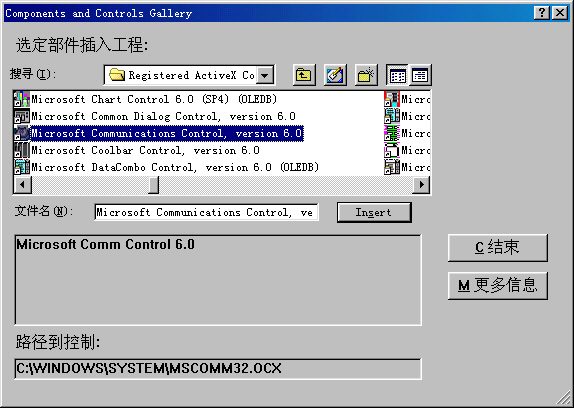 Components and Controls Gallery
选定部件插入工程:
搜寻(I): Registered ActiveX Co
Microsoft Chart Control 6.0 (SP4) (OLEDB) Micro
Microsoft Common Dialog Control, version 6.0 Micro
Microsoft Communications Control, version 6.0 Micro
Microsoft Coolbar Control, version 6.0 Micro
Microsoft DataCombo Control, version 6.0 (OLEDB) Micro
文件名(N): Microsoft Communications Control, ve Insert
Microsoft Comm Control 6.0
C 结束
M 更多信息
路径到控制:
C:\WINDOWS\SYSTEM\MSCOMM32.OCX